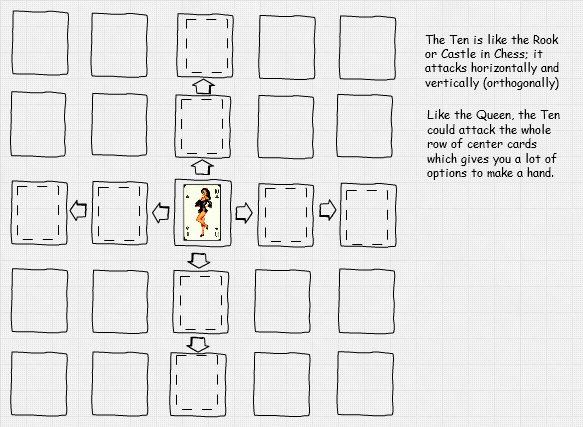 The Ten is like the Rook
or Castle in Chess; it
attacks horizontally and
vertically (orthogonally)
Like the Queen, the Ten
could attack the whole
row of center cards
which gives you a lot of
options to make a hand.